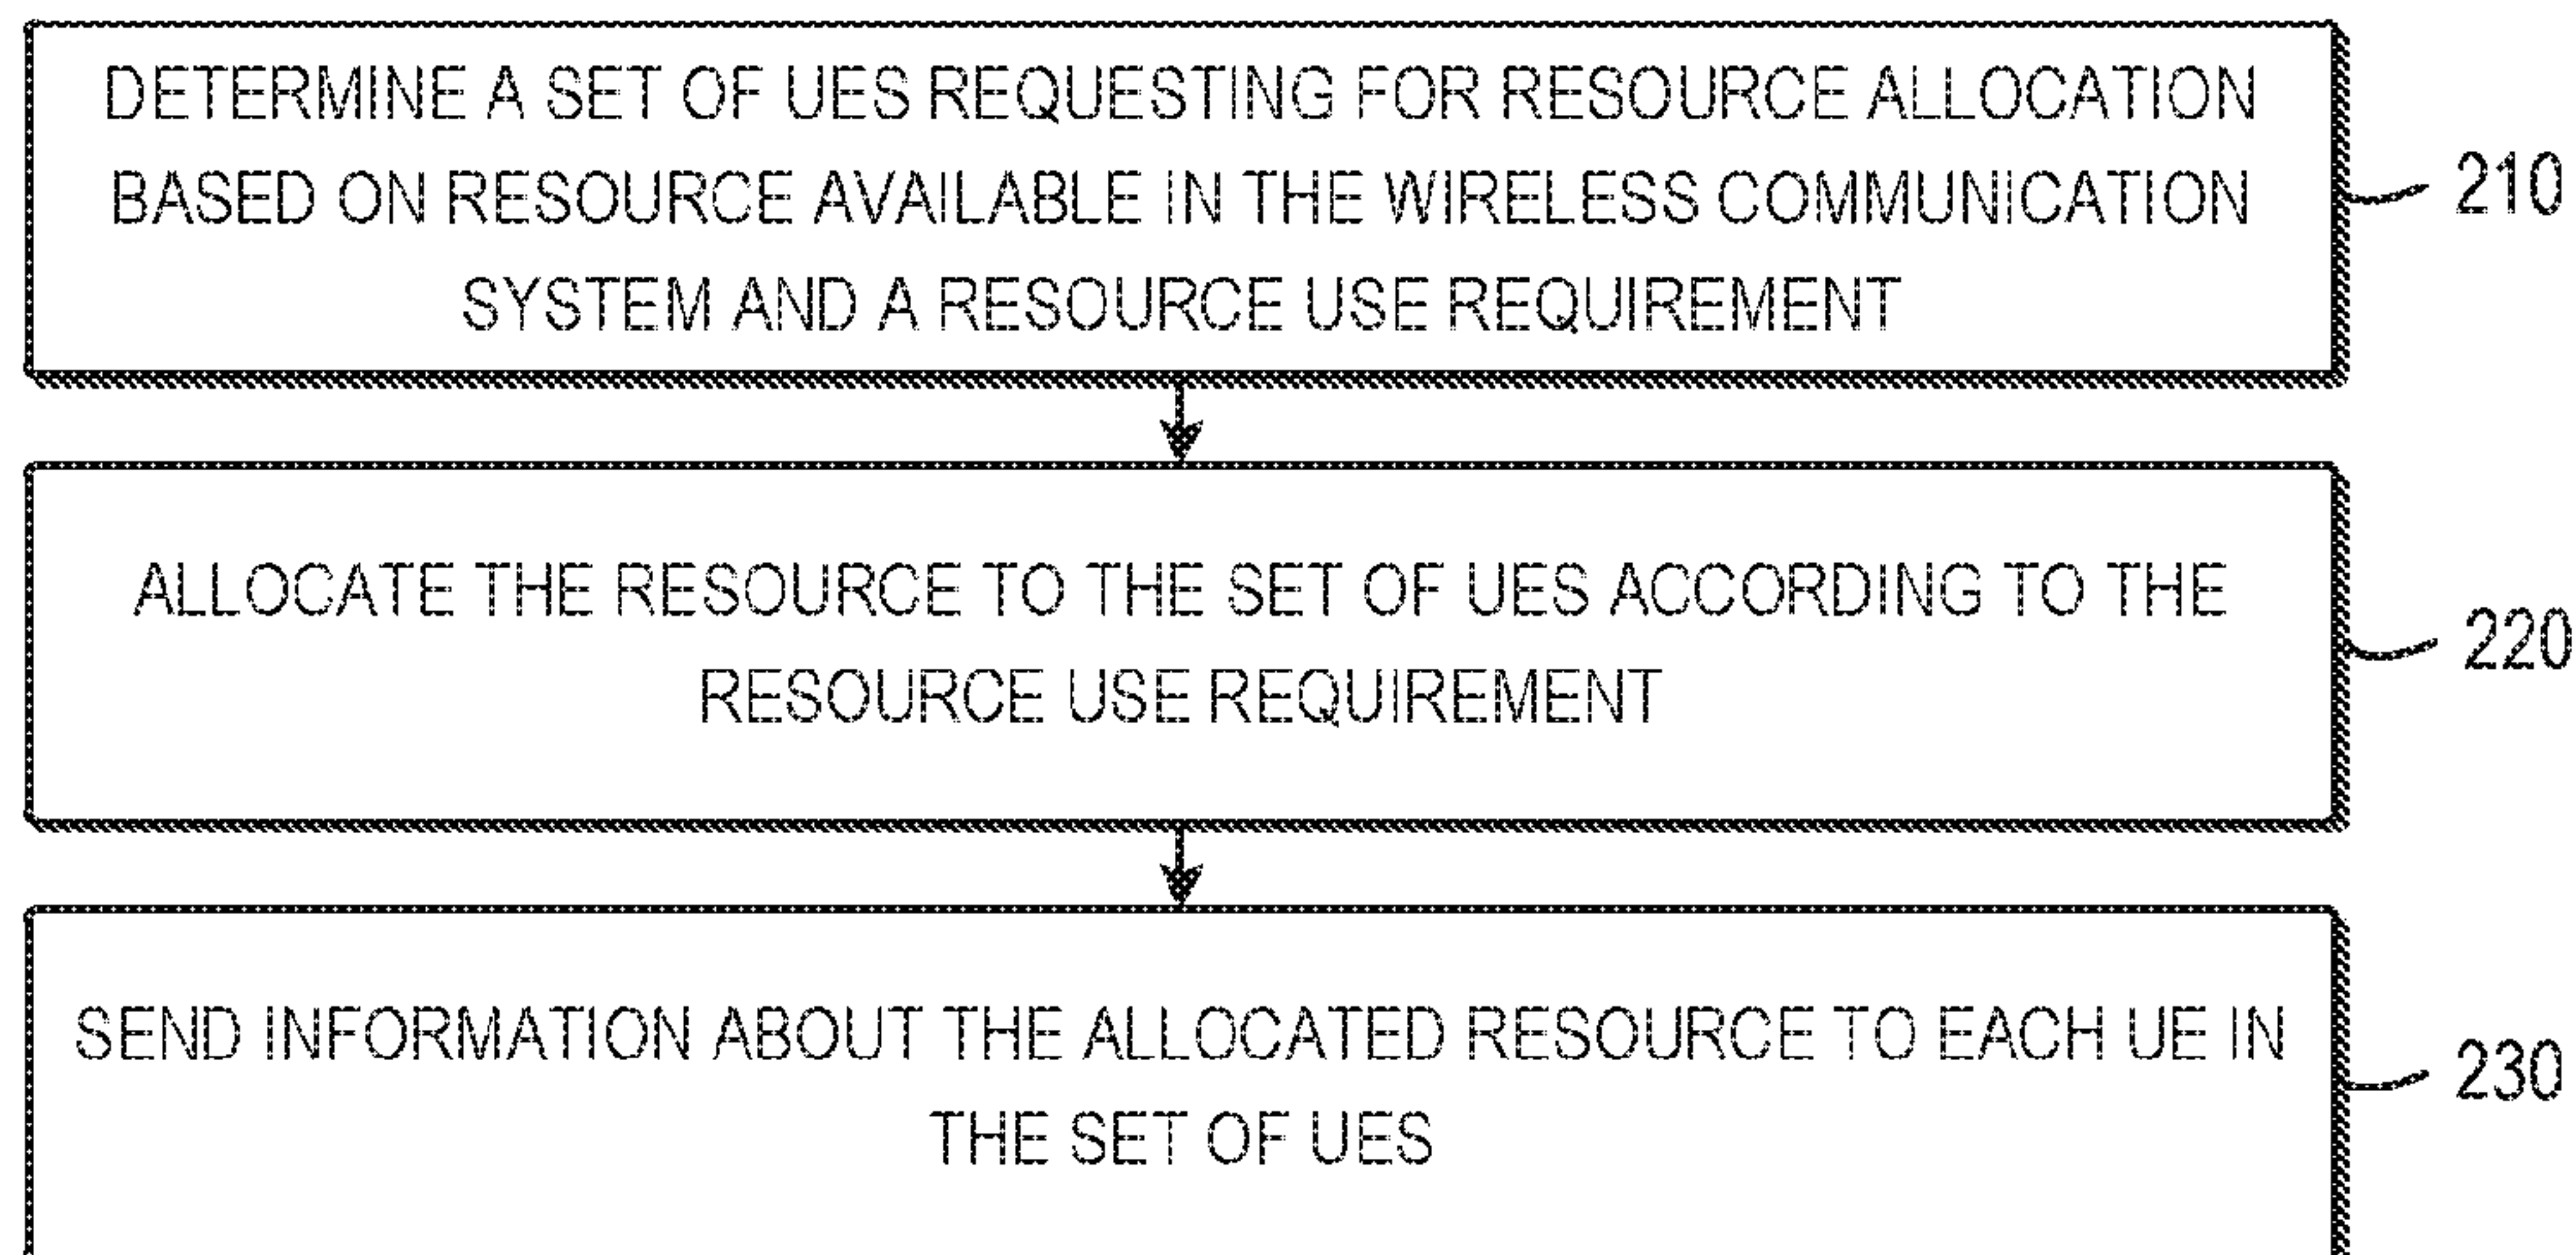 DETERMINE A SET OF UES REQUESTING FOR RESOURCE ALLOCATION
BASED ON RESOURCE AVAILABLE IN THE WIRELESS COMMUNICATION
SYSTEM AND A RESOURCE USE REQUIREMENT
210
ALLOCATE THE RESOURCE TO THE SET OF UES ACCORDING TO THE
RESOURCE USE REQUIREMENT
220
SEND INFORMATION ABOUT THE ALLOCATED RESOURCE TO EACH UE IN
THE SET OF UES
230